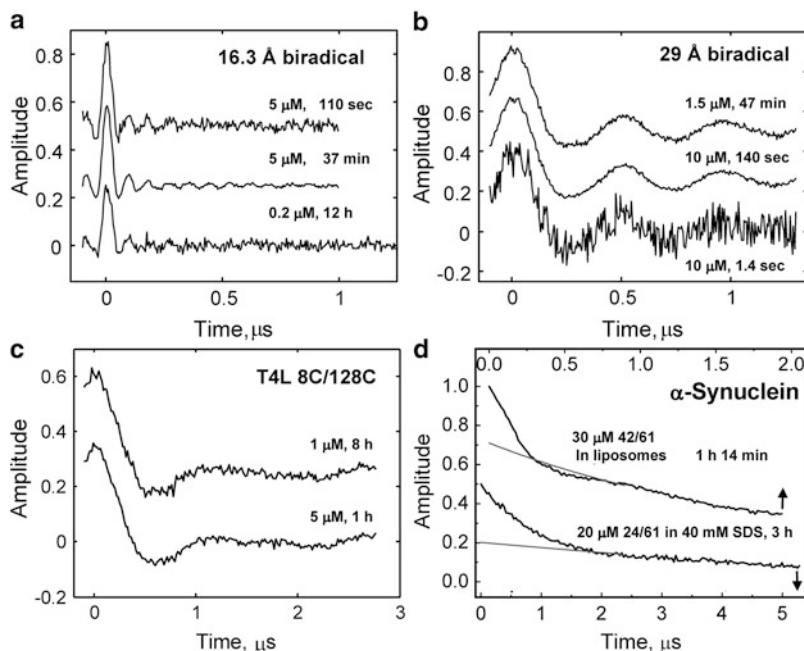 a
16.3 Å biradical
5 μM, 110 sec
5 μM, 37 min
0.2 μM, 12 h
Amplitude
0.8
0.6
0.4
0.2
0
0
0.5
1
Time, μs
b
29 Å biradical
1.5 μM, 47 min
10 μM, 140 sec
10 μM, 1.4 sec
Amplitude
0.8
0.6
0.4
0.2
0
-0.2
0
0.5
1
Time, μs
c
T4L 8C/128C
1 μM, 8 h
5 μM, 1 h
Amplitude
0.6
0.4
0.2
0
-0.2
0
1
2
3
Time, μs
d
0.0
0.5
1.0
1.5
2.0
α-Synuclein
30 μM 42/61
In liposomes 1 h 14 min
20 μM 24/61 in 40 mM SDS, 3 h
Amplitude
1.0
0.8
0.6
0.4
0.2
0.0
0
1
2
3
4
5
Time, μs